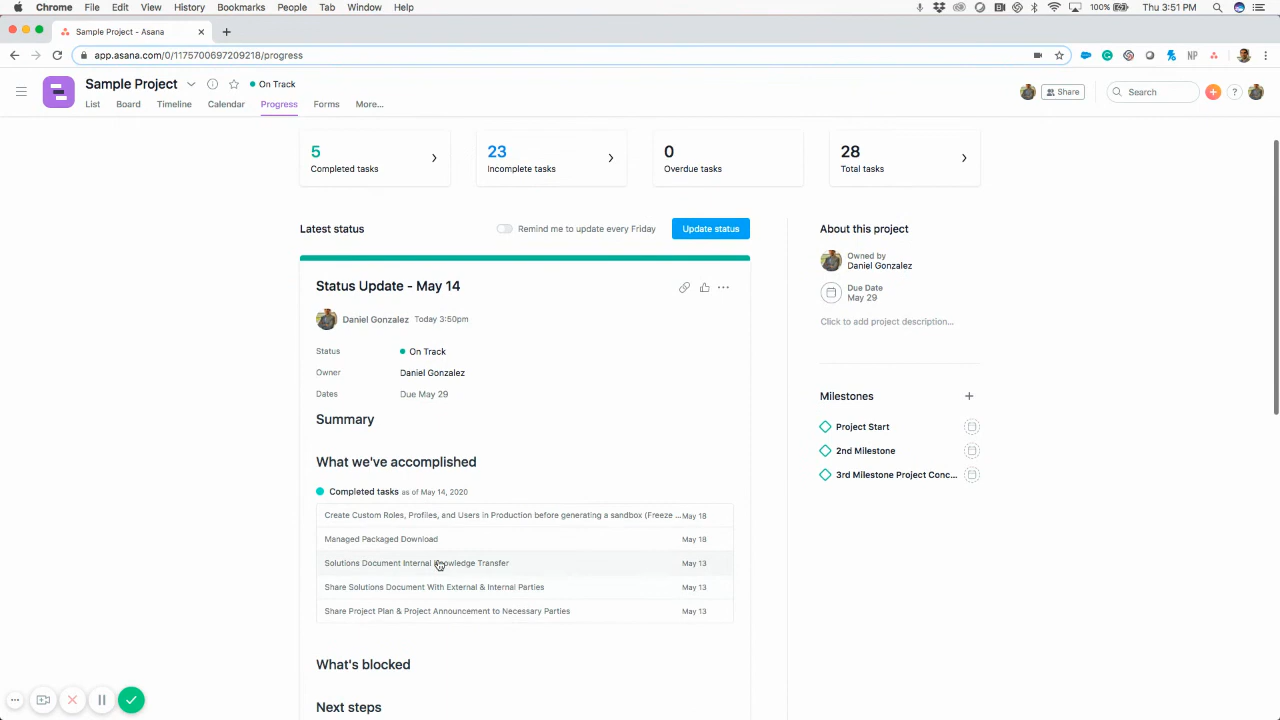 Chrome File Edit View History Bookmarks People Tab Window Help 100% Thu 3:51 PM
Sample Project - Asana
app.asana.com/0/1175700697209218/progress NP
Sample Project On Track
List Board Timeline Calendar Progress Forms More...
Share Search ?
5 23 0 28
Completed tasks Incomplete tasks Overdue tasks Total tasks
Latest status Remind me to update every Friday Update status
Status Update - May 14
Daniel Gonzalez Today 3:50pm
Status On Track
Owner Daniel Gonzalez
Dates Due May 29
Summary
What we've accomplished
Completed tasks as of May 14, 2020
Create Custom Roles, Profiles, and Users in Production before generating a sandbox (Freeze ... May 18
Managed Packaged Download May 18
Solutions Document Internal Knowledge Transfer May 13
Share Solutions Document With External & Internal Parties May 13
Share Project Plan & Project Announcement to Necessary Parties May 13
What's blocked
Next steps
About this project
Owned by
Daniel Gonzalez
Due Date
May 29
Click to add project description...
Milestones
Project Start
2nd Milestone
3rd Milestone Project Conc...